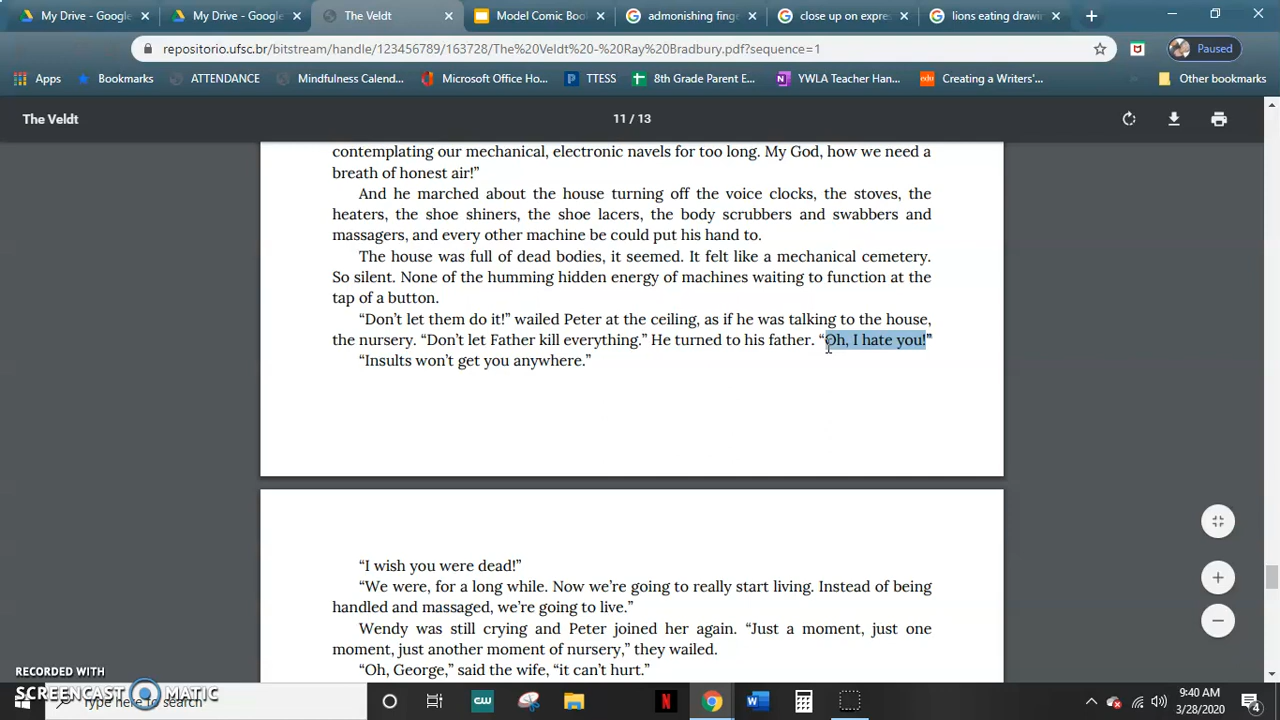 My Drive - Google
My Drive - Google
The Veldt
Model Comic Boo
admonishing fing
close up on expre
lions eating drawi
repositorio.ufsc.br/bitstream/handle/123456789/163728/The%20Veldt%20-%20Ray%20Bradbury.pdf?sequence=1
Paused
Apps
Bookmarks
ATTENDANCE
Mindfulness Calend...
Microsoft Office Ho...
TTESS
8th Grade Parent E...
YWLA Teacher Han...
Creating a Writers'...
Other bookmarks
The Veldt
11 / 13
contemplating our mechanical, electronic navels for too long. My God, how we need a
breath of honest air!”
And he marched about the house turning off the voice clocks, the stoves, the
heaters, the shoe shiners, the shoe lacers, the body scrubbers and swabbers and
massagers, and every other machine be could put his hand to.
The house was full of dead bodies, it seemed. It felt like a mechanical cemetery.
So silent. None of the humming hidden energy of machines waiting to function at the
tap of a button.
“Don’t let them do it!” wailed Peter at the ceiling, as if he was talking to the house,
the nursery. “Don’t let Father kill everything.” He turned to his father. “Oh, I hate you!”
“Insults won’t get you anywhere.”
“I wish you were dead!”
“We were, for a long while. Now we’re going to really start living. Instead of being
handled and massaged, we’re going to live.”
Wendy was still crying and Peter joined her again. “Just a moment, just one
moment, just another moment of nursery,” they wailed.
“Oh, George,” said the wife, “it can’t hurt.”
RECORDED WITH
SCREENCAST MATIC
Type here to search
CW
N
W
9:40 AM
3/28/2020
4